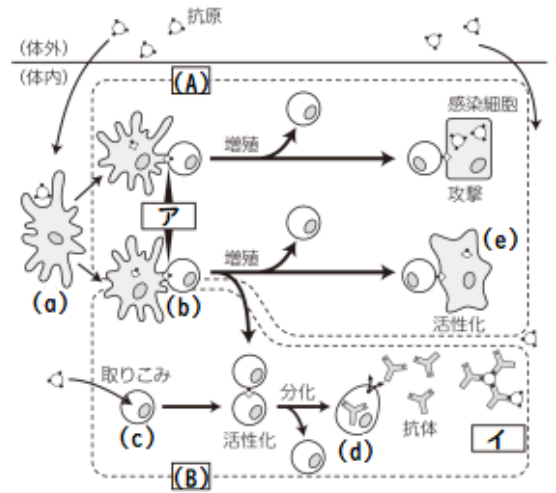 抗原
(体外)
(体内)
(A)
感染細胞
増殖
攻撃
ア
(e)
(a)
(b)
増殖
活性化
取りこみ
分化
(c)
活性化
(d)
抗体
イ
(B)